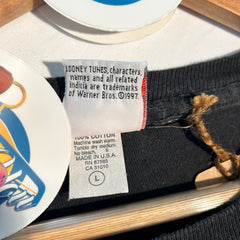 LOONEY TUNES, characters,
names and all related
indicia are trademarks
of Warner Bros. ©1997.
100% COTTON
Machine wash warm.
Tumble dry medium.
No bleach.
MADE IN U.S.A.
RN 67565
CA 31010
L